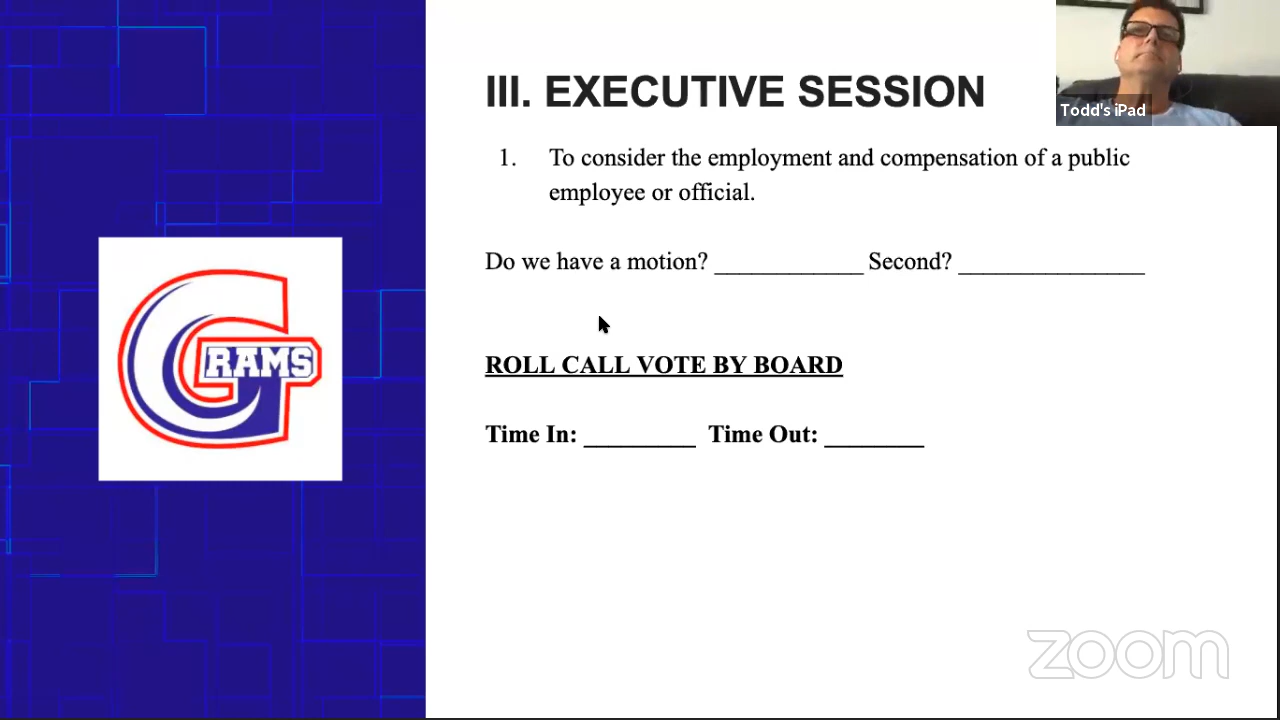 III. EXECUTIVE SESSION
Todd's iPad
1. To consider the employment and compensation of a public
employee or official.
Do we have a motion? ____________ Second? _______________
RAMS
ROLL CALL VOTE BY BOARD
Time In: _________ Time Out: ________
zoom